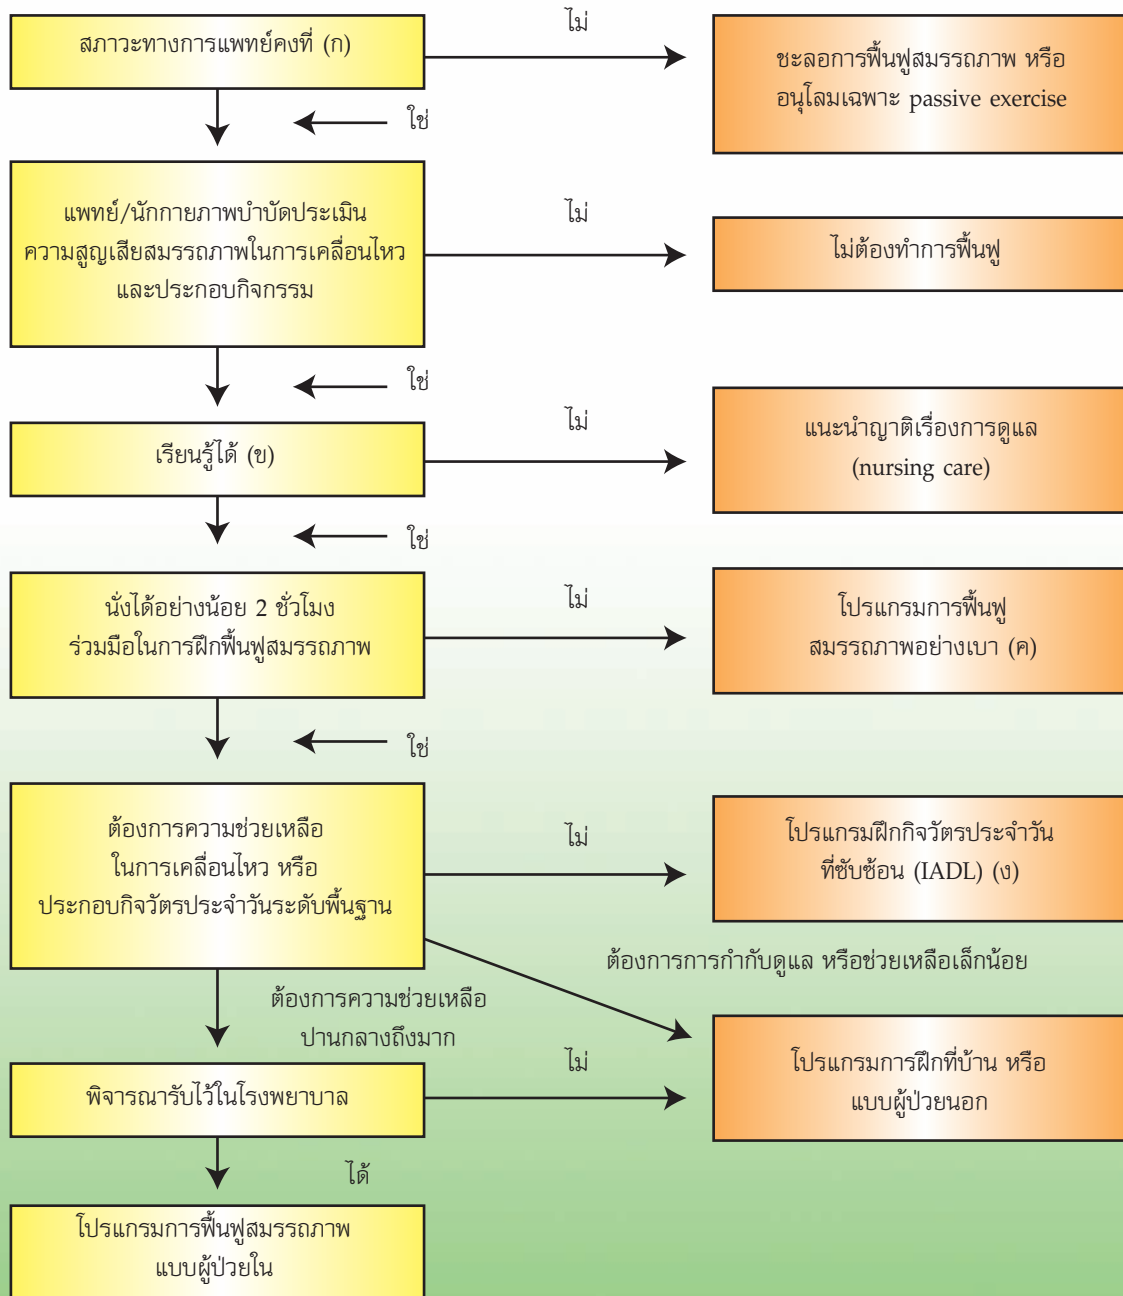 สภาวะทางการแพทย์คงที่ (ก)
ไม่
ชะลอการฟื้นฟูสมรรถภาพ หรือ
อนุโลมเฉพาะ passive exercise
ใช่
แพทย์/นักกายภาพบำบัดประเมิน
ความสูญเสียสมรรถภาพในการเคลื่อนไหว
และประกอบกิจกรรม
ไม่
ไม่ต้องทำการฟื้นฟู
ใช่
เรียนรู้ได้ (ข)
ไม่
แนะนำญาติเรื่องการดูแล
(nursing care)
ใช่
นั่งได้อย่างน้อย 2 ชั่วโมง
ร่วมมือในการฝึกฟื้นฟูสมรรถภาพ
ไม่
โปรแกรมการฟื้นฟู
สมรรถภาพอย่างเบา (ค)
ใช่
ต้องการความช่วยเหลือ
ในการเคลื่อนไหว หรือ
ประกอบกิจวัตรประจำวันระดับพื้นฐาน
ไม่
โปรแกรมฝึกกิจวัตรประจำวัน
ที่ซับซ้อน (IADL) (ง)
ต้องการการกำกับดูแล หรือช่วยเหลือเล็กน้อย
ต้องการความช่วยเหลือ
ปานกลางถึงมาก
พิจารณารับไว้ในโรงพยาบาล
ไม่
โปรแกรมการฝึกที่บ้าน หรือ
แบบผู้ป่วยนอก
ได้
โปรแกรมการฟื้นฟูสมรรถภาพ
แบบผู้ป่วยใน